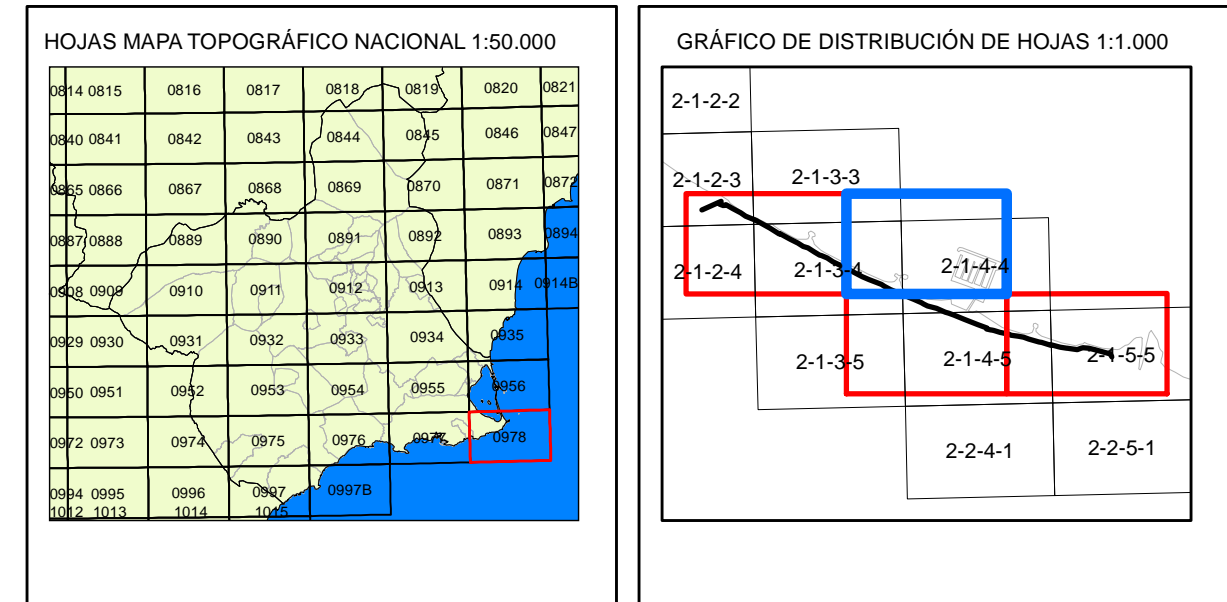 HOJAS MAPA TOPOGRÁFICO NACIONAL 1:50.000
0814 0815 0816 0817 0818 0819 0820 0821
0840 0841 0842 0843 0844 0845 0846 0847
0865 0866 0867 0868 0869 0870 0871 0872
0887 0888 0889 0890 0891 0892 0893 0894
0908 0909 0910 0911 0912 0913 0914 0914B
0929 0930 0931 0932 0933 0934 0935
0950 0951 0952 0953 0954 0955 0956
0972 0973 0974 0975 0976 0977 0978
0994 0995 0996 0997 0997B
1012 1013 1014 1015
GRÁFICO DE DISTRIBUCIÓN DE HOJAS 1:1.000
2-1-2-2
2-1-2-3 2-1-3-3
2-1-2-4 2-1-3-4 2-1-4-4
2-1-3-5 2-1-4-5 2-1-5-5
2-2-4-1 2-2-5-1